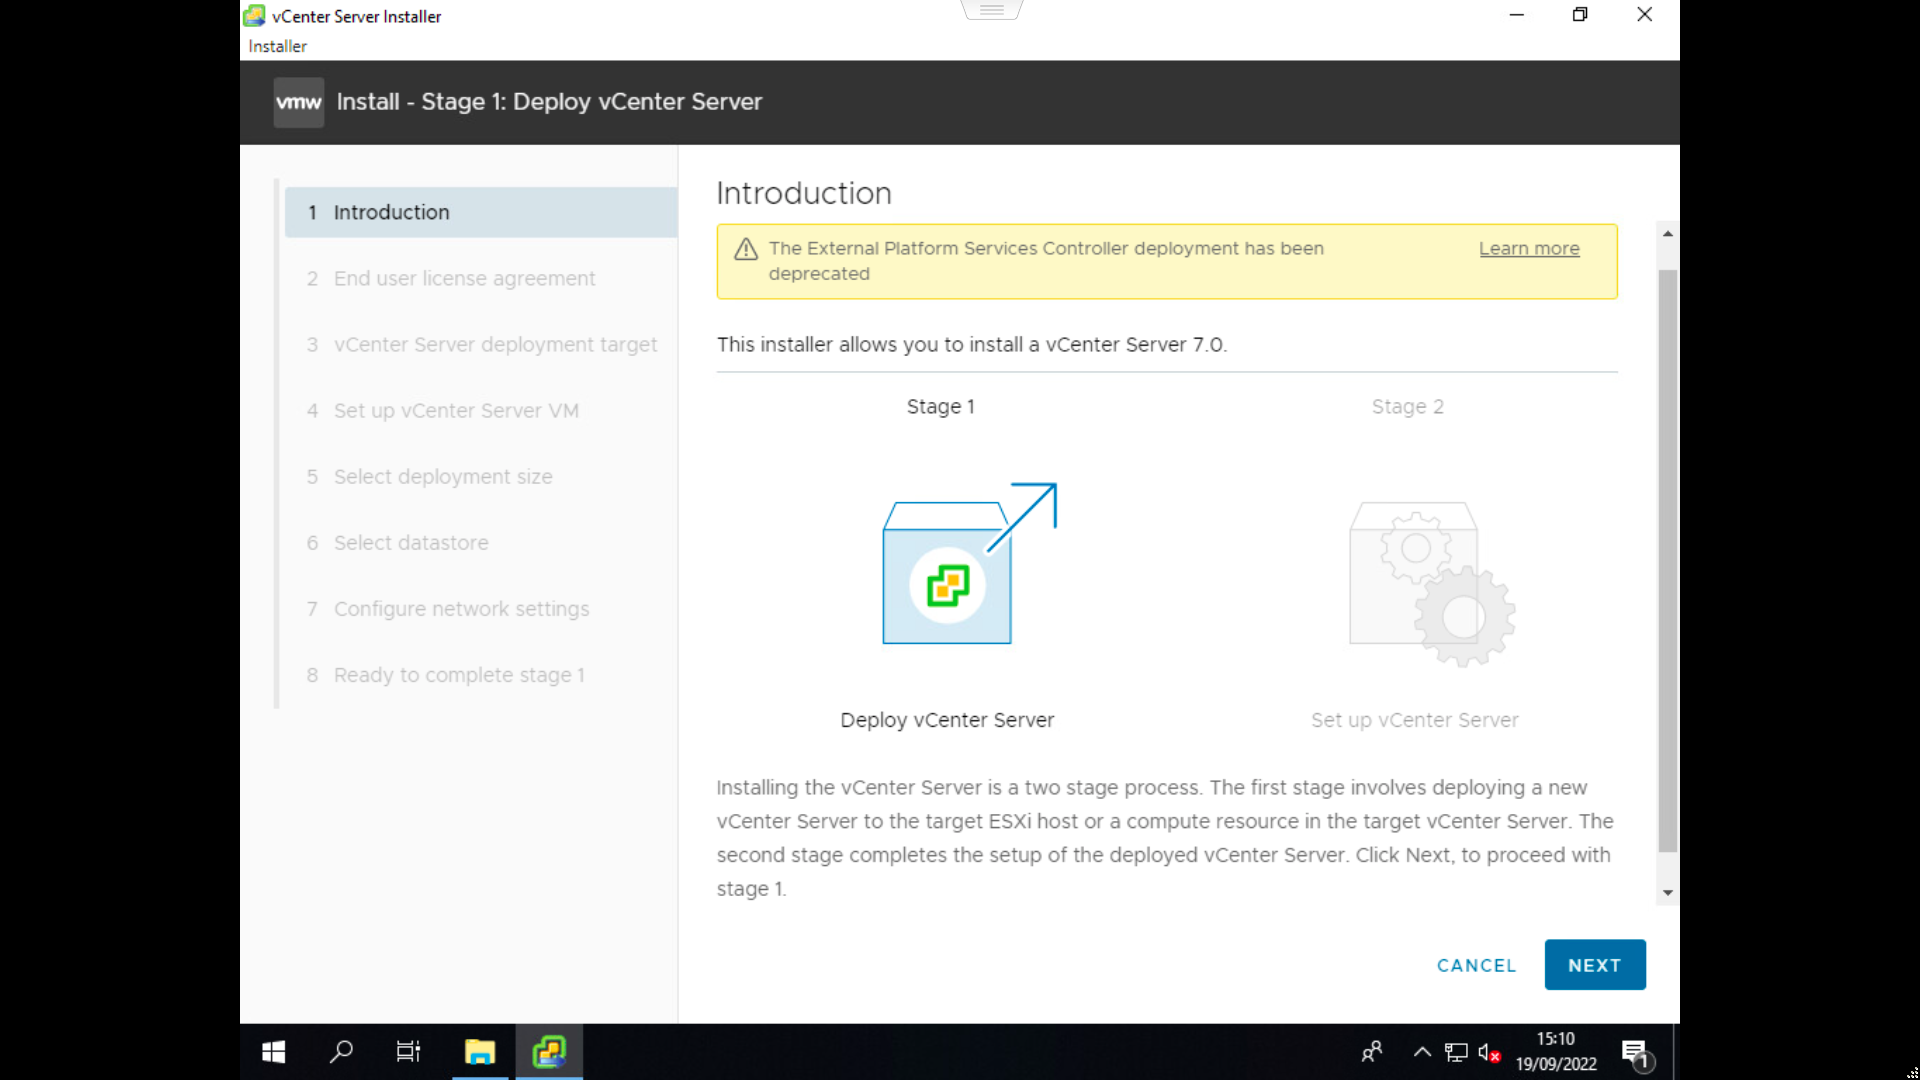 vCenter Server Installer
Installer
vmw Install - Stage 1: Deploy vCenter Server
1 Introduction
2 End user license agreement
3 vCenter Server deployment target
4 Set up vCenter Server VM
5 Select deployment size
6 Select datastore
7 Configure network settings
8 Ready to complete stage 1
Introduction
The External Platform Services Controller deployment has been
deprecated
Learn more
This installer allows you to install a vCenter Server 7.0.
Stage 1
Stage 2
Deploy vCenter Server
Set up vCenter Server
Installing the vCenter Server is a two stage process. The first stage involves deploying a new
vCenter Server to the target ESXi host or a compute resource in the target vCenter Server. The
second stage completes the setup of the deployed vCenter Server. Click Next, to proceed with
stage 1.
CANCEL
NEXT
15:10
19/09/2022
1